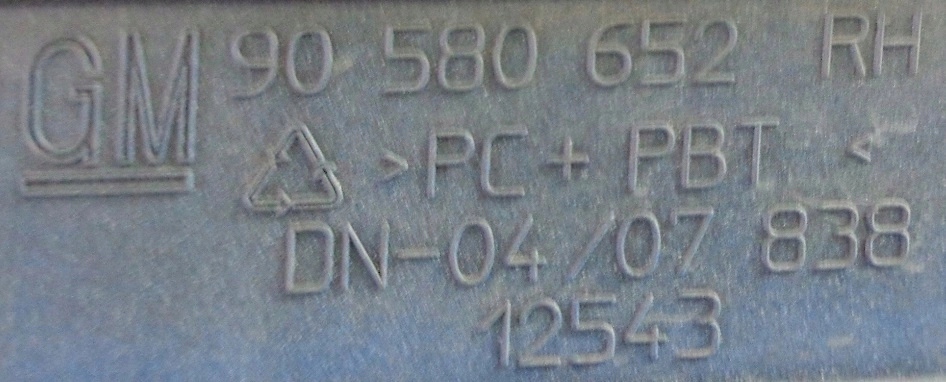 GM 90 580 652 RH
>PC + PBT <
DN-04/07 838
12543